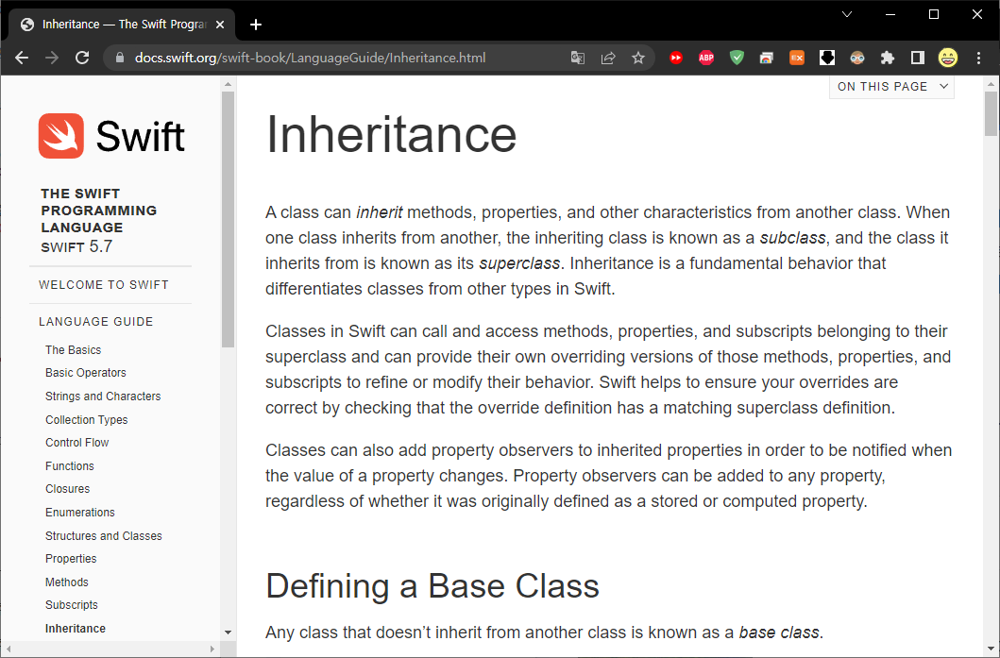 Inheritance — The Swift Progra
docs.swift.org/swift-book/LanguageGuide/Inheritance.html
ABP
EX
Swift
THE SWIFT
PROGRAMMING
LANGUAGE
SWIFT 5.7
WELCOME TO SWIFT
LANGUAGE GUIDE
The Basics
Basic Operators
Strings and Characters
Collection Types
Control Flow
Functions
Closures
Enumerations
Structures and Classes
Properties
Methods
Subscripts
Inheritance
ON THIS PAGE
Inheritance
A class can inherit methods, properties, and other characteristics from another class. When
one class inherits from another, the inheriting class is known as a subclass, and the class it
inherits from is known as its superclass. Inheritance is a fundamental behavior that
differentiates classes from other types in Swift.
Classes in Swift can call and access methods, properties, and subscripts belonging to their
superclass and can provide their own overriding versions of those methods, properties, and
subscripts to refine or modify their behavior. Swift helps to ensure your overrides are
correct by checking that the override definition has a matching superclass definition.
Classes can also add property observers to inherited properties in order to be notified when
the value of a property changes. Property observers can be added to any property,
regardless of whether it was originally defined as a stored or computed property.
Defining a Base Class
Any class that doesn’t inherit from another class is known as a base class.